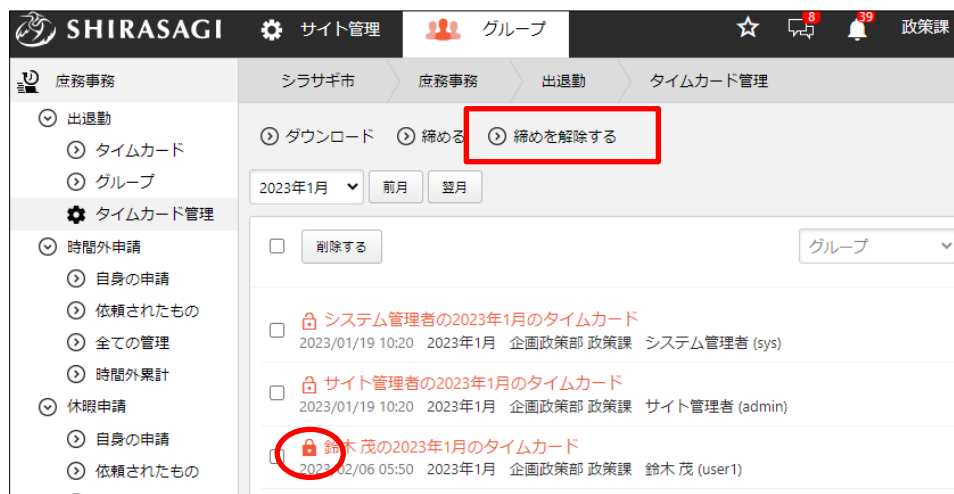 SHIRASAGI サイト管理 グループ 8 39 政策課
庶務事務
シラサギ市 庶務事務 出退勤 タイムカード管理
出退勤
タイムカード
グループ
タイムカード管理
時間外申請
自身の申請
依頼されたもの
全ての管理
時間外累計
休暇申請
自身の申請
依頼されたもの
ダウンロード 締める 締めを解除する
2023年1月 前月 翌月
削除する グループ
システム管理者の2023年1月のタイムカード
2023/01/19 10:20 2023年1月 企画政策部 政策課 システム管理者 (sys)
サイト管理者の2023年1月のタイムカード
2023/01/19 10:20 2023年1月 企画政策部 政策課 サイト管理者 (admin)
鈴木 茂の2023年1月のタイムカード
2023/02/06 05:50 2023年1月 企画政策部 政策課 鈴木 茂 (user1)